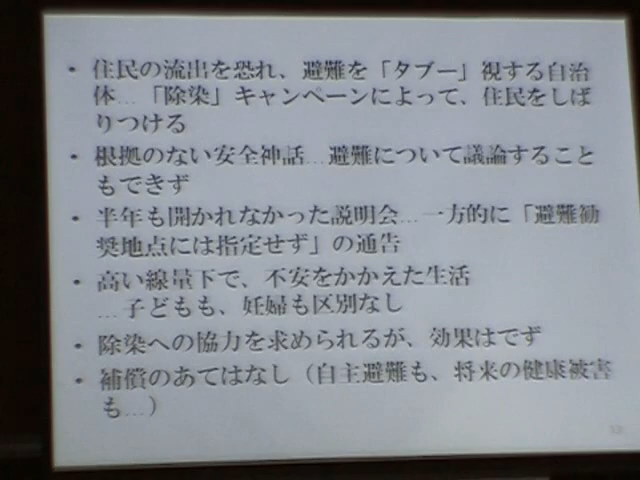 ・ 住民の流出を恐れ、避難を「タブー」視する自治
体…「除染」キャンペーンによって、住民をしば
りつける
・ 根拠のない安全神話…避難について議論すること
もできず
・ 半年も開かれなかった説明会…一方的に「避難勧
奨地点には指定せず」の通告
・ 高い線量下で、不安をかかえた生活
…子どもも、妊婦も区別なし
・ 除染への協力を求められるが、効果はでず
・ 補償のあてはなし（自主避難も、将来の健康被害
も…）